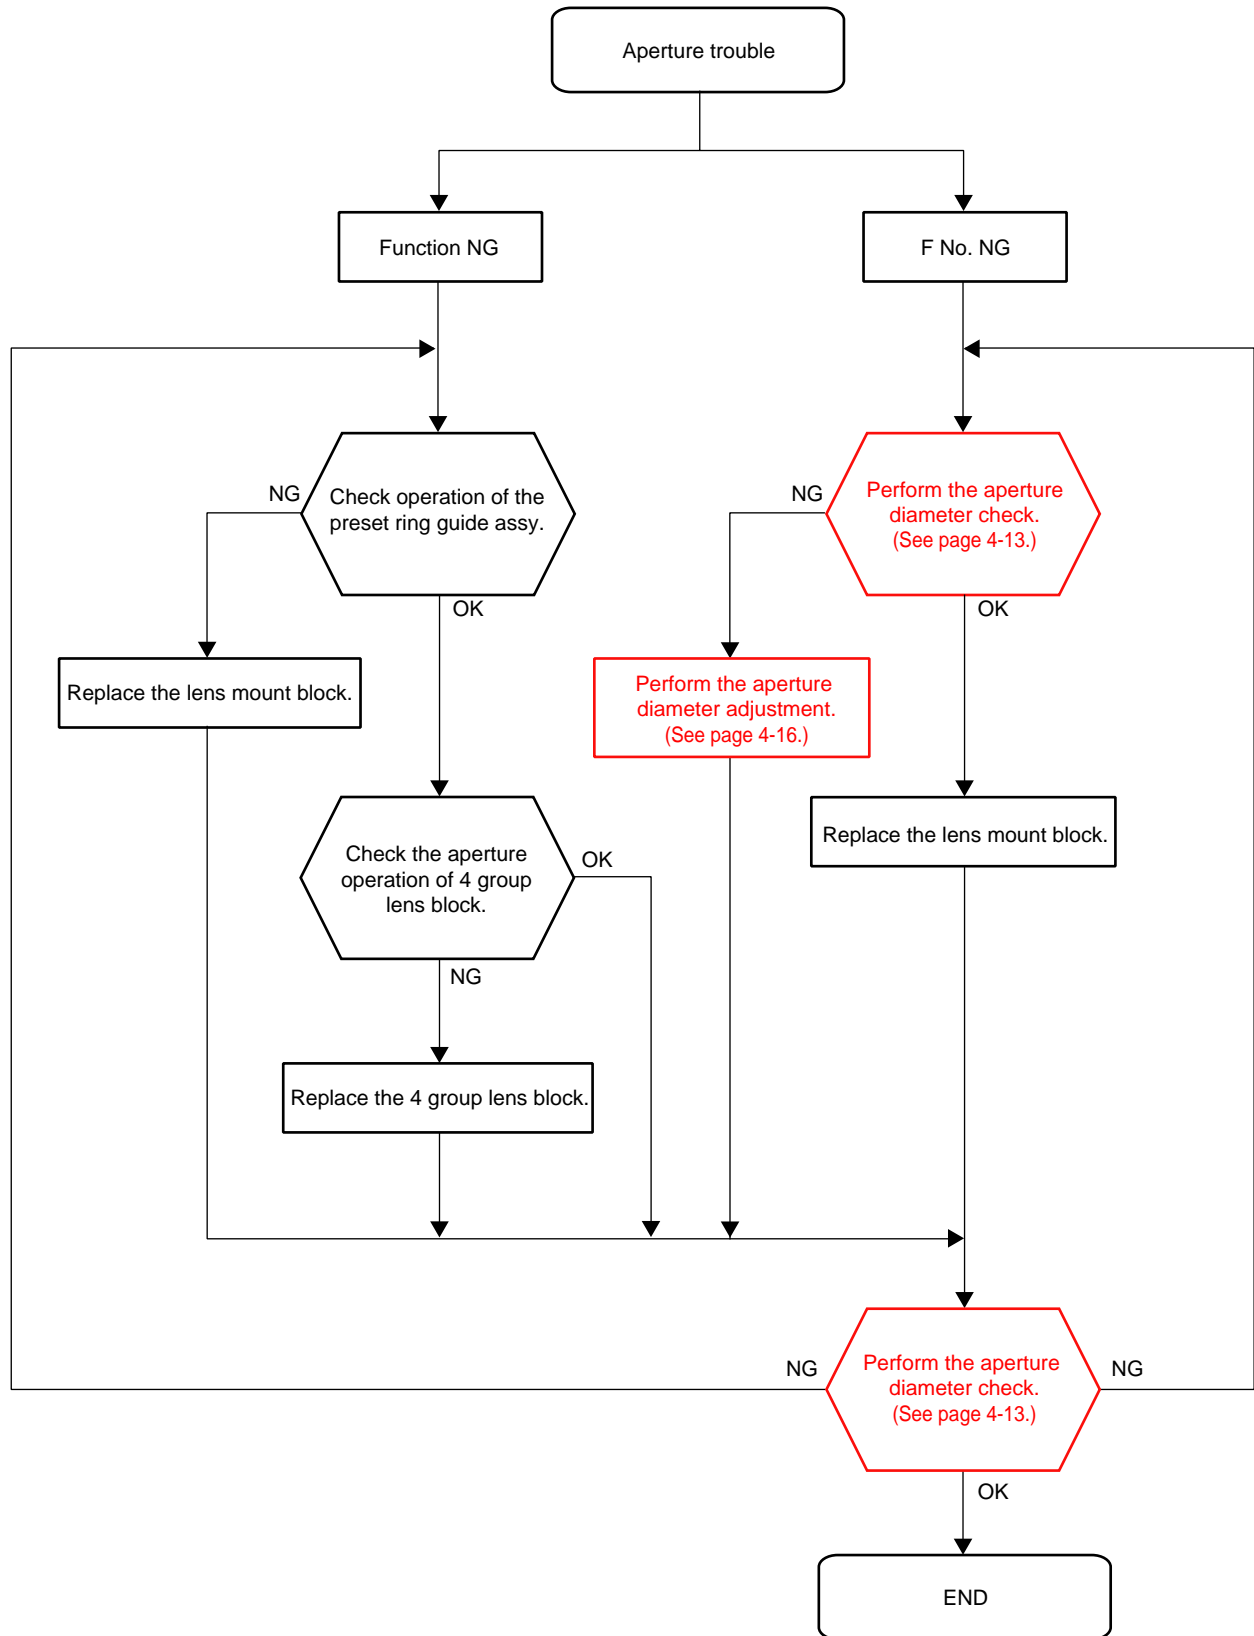 Aperture trouble
Function NG
F No. NG
NG
Check operation of the
preset ring guide assy.
OK
NG
Perform the aperture
diameter check.
(See page 4-13.)
OK
Replace the lens mount block.
Perform the aperture
diameter adjustment.
(See page 4-16.)
Check the aperture
operation of 4 group
lens block.
OK
NG
Replace the lens mount block.
Replace the 4 group lens block.
NG
Perform the aperture
diameter check.
(See page 4-13.)
NG
OK
END